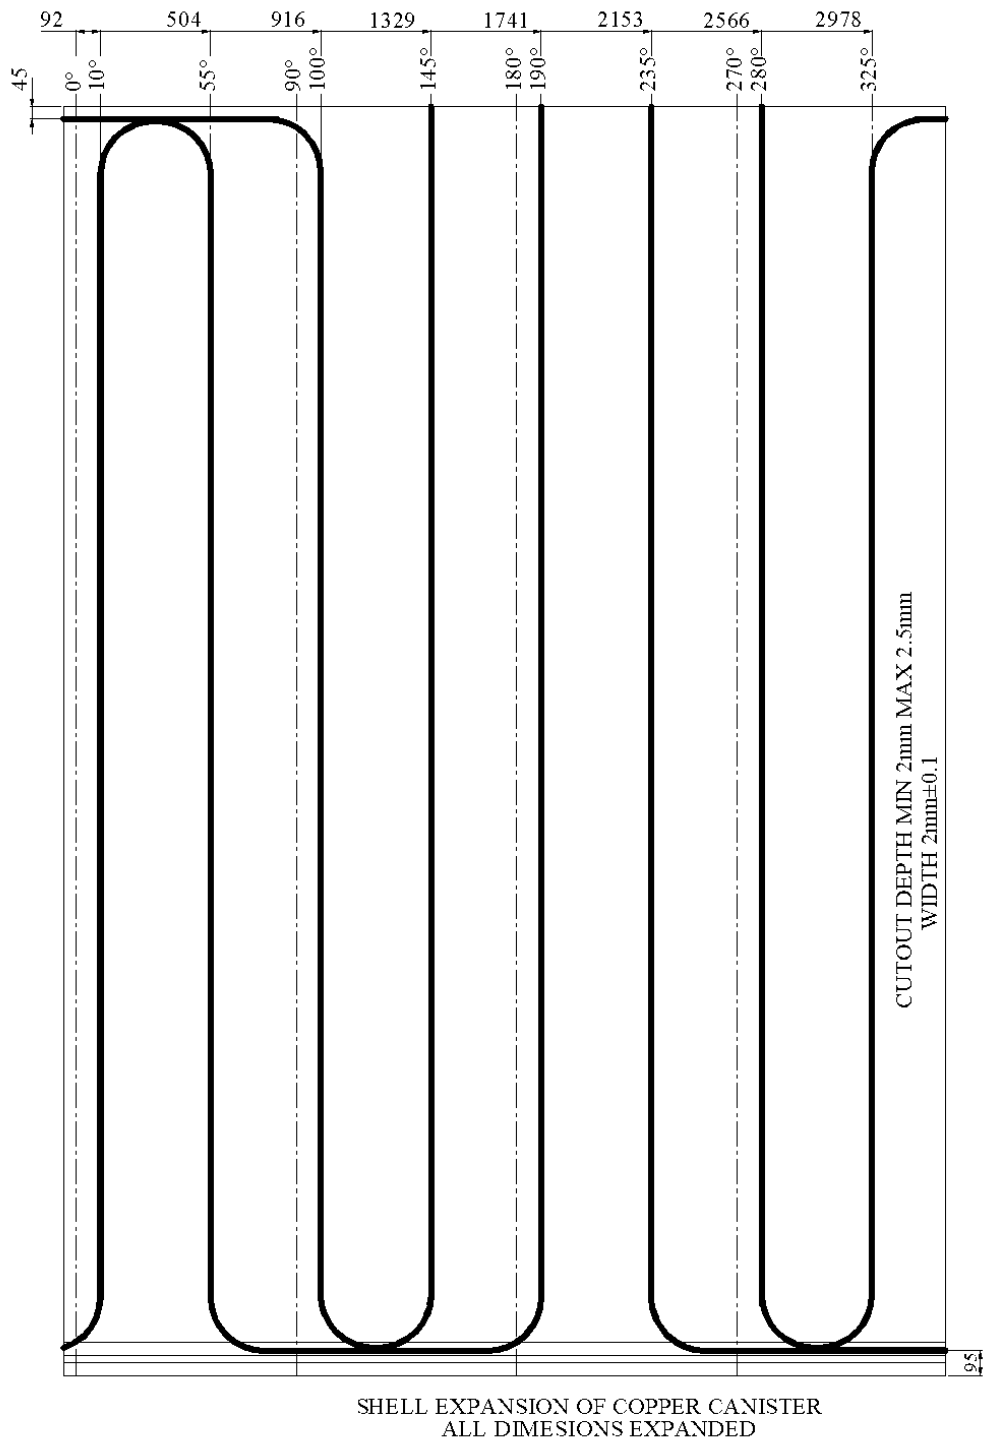 92 504 916 1329 1741 2153 2566 2978
45
0° 10° 55° 90° 100° 145° 180° 190° 235° 270° 280° 325°
CUTOUT DEPTH MIN 2mm MAX 2.5mm
WIDTH 2mm±0.1
95
SHELL EXPANSION OF COPPER CANISTER
ALL DIMESIONS EXPANDED